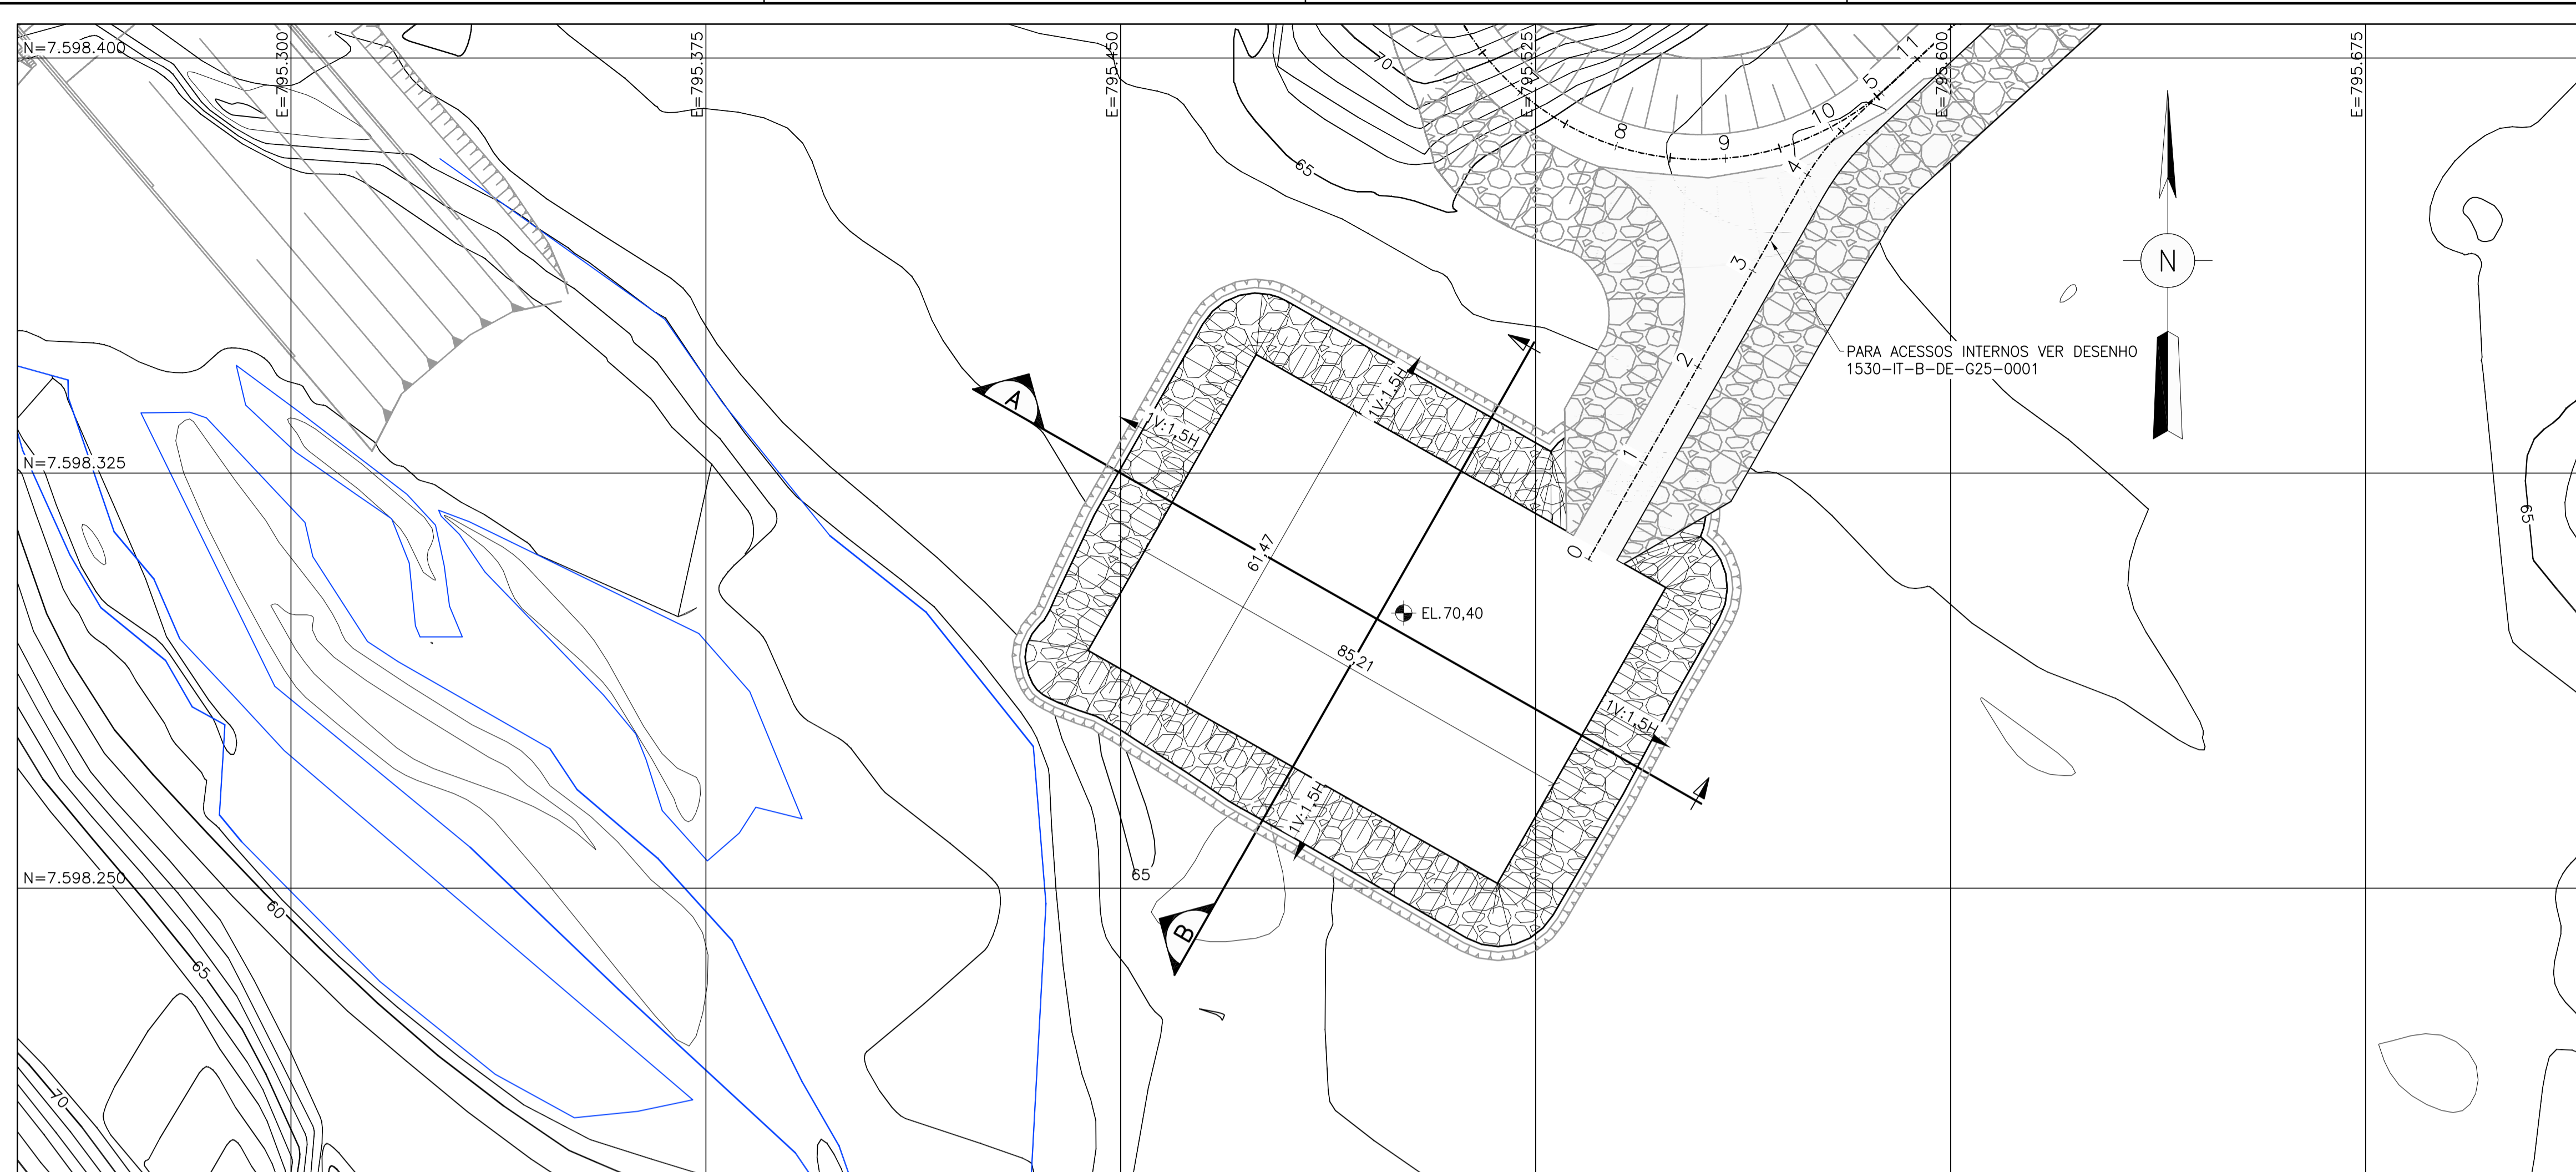 N=7.598.400
E=795.300
E=795.375
E=795.450
E=795.525
E=795.600
E=795.675
70
65
11
5
10
9
8
4
3
2
1
0
N
PARA ACESSOS INTERNOS VER DESENHO
1530-IT-B-DE-G25-0001
A
1V:1,5H
1V:1,5H
N=7.598.325
61,47
EL.70,40
85,21
65
1V:1,5H
1V:1,5H
N=7.598.250
65
60
B
65
70